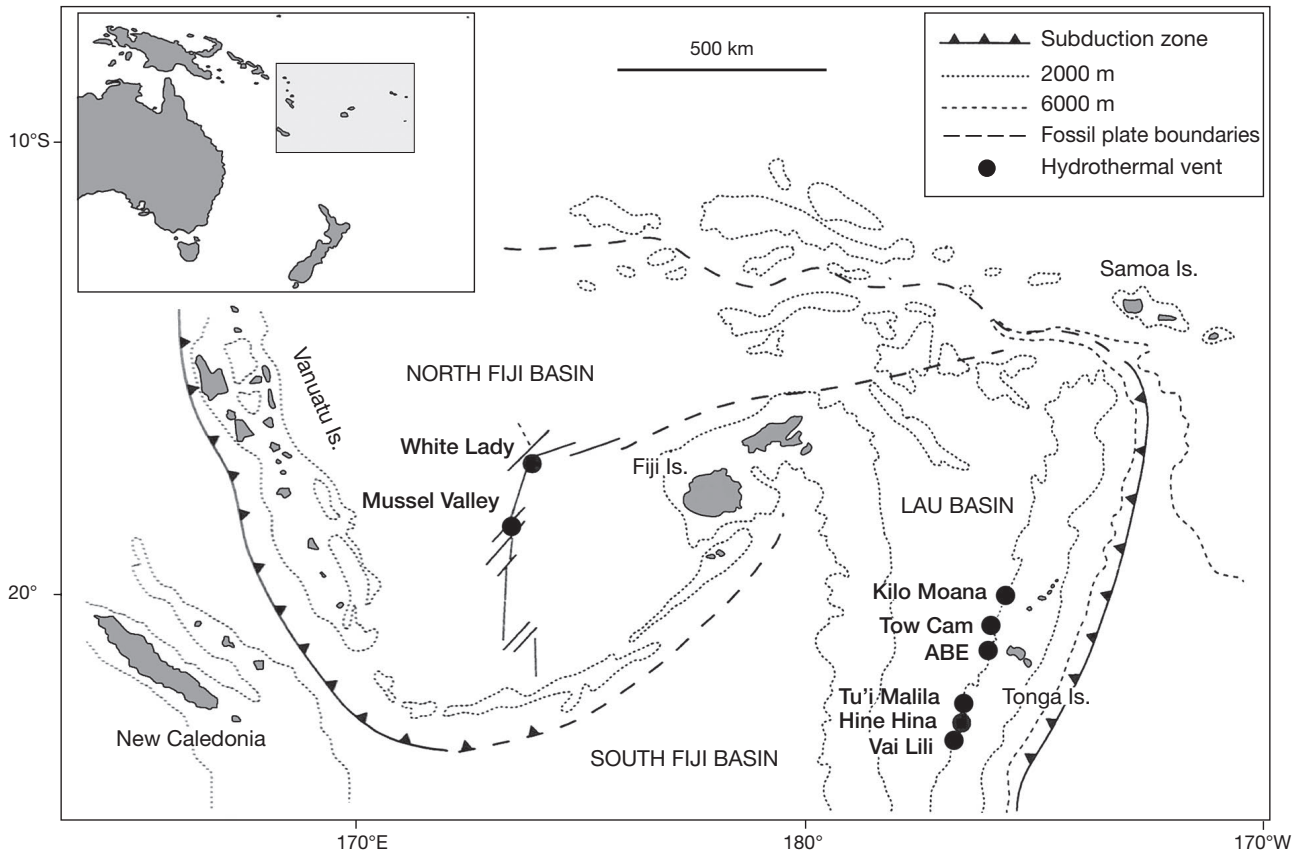 500 km
Subduction zone
2000 m
6000 m
Fossil plate boundaries
Hydrothermal vent
10°S
Samoa Is.
Vanuatu Is.
NORTH FIJI BASIN
White Lady
Fiji Is.
Mussel Valley
LAU BASIN
20°
Kilo Moana
Tow Cam
ABE
Tu'i Malila
Tonga Is.
Hine Hina
Vai Lili
New Caledonia
SOUTH FIJI BASIN
170°E
180°
170°W